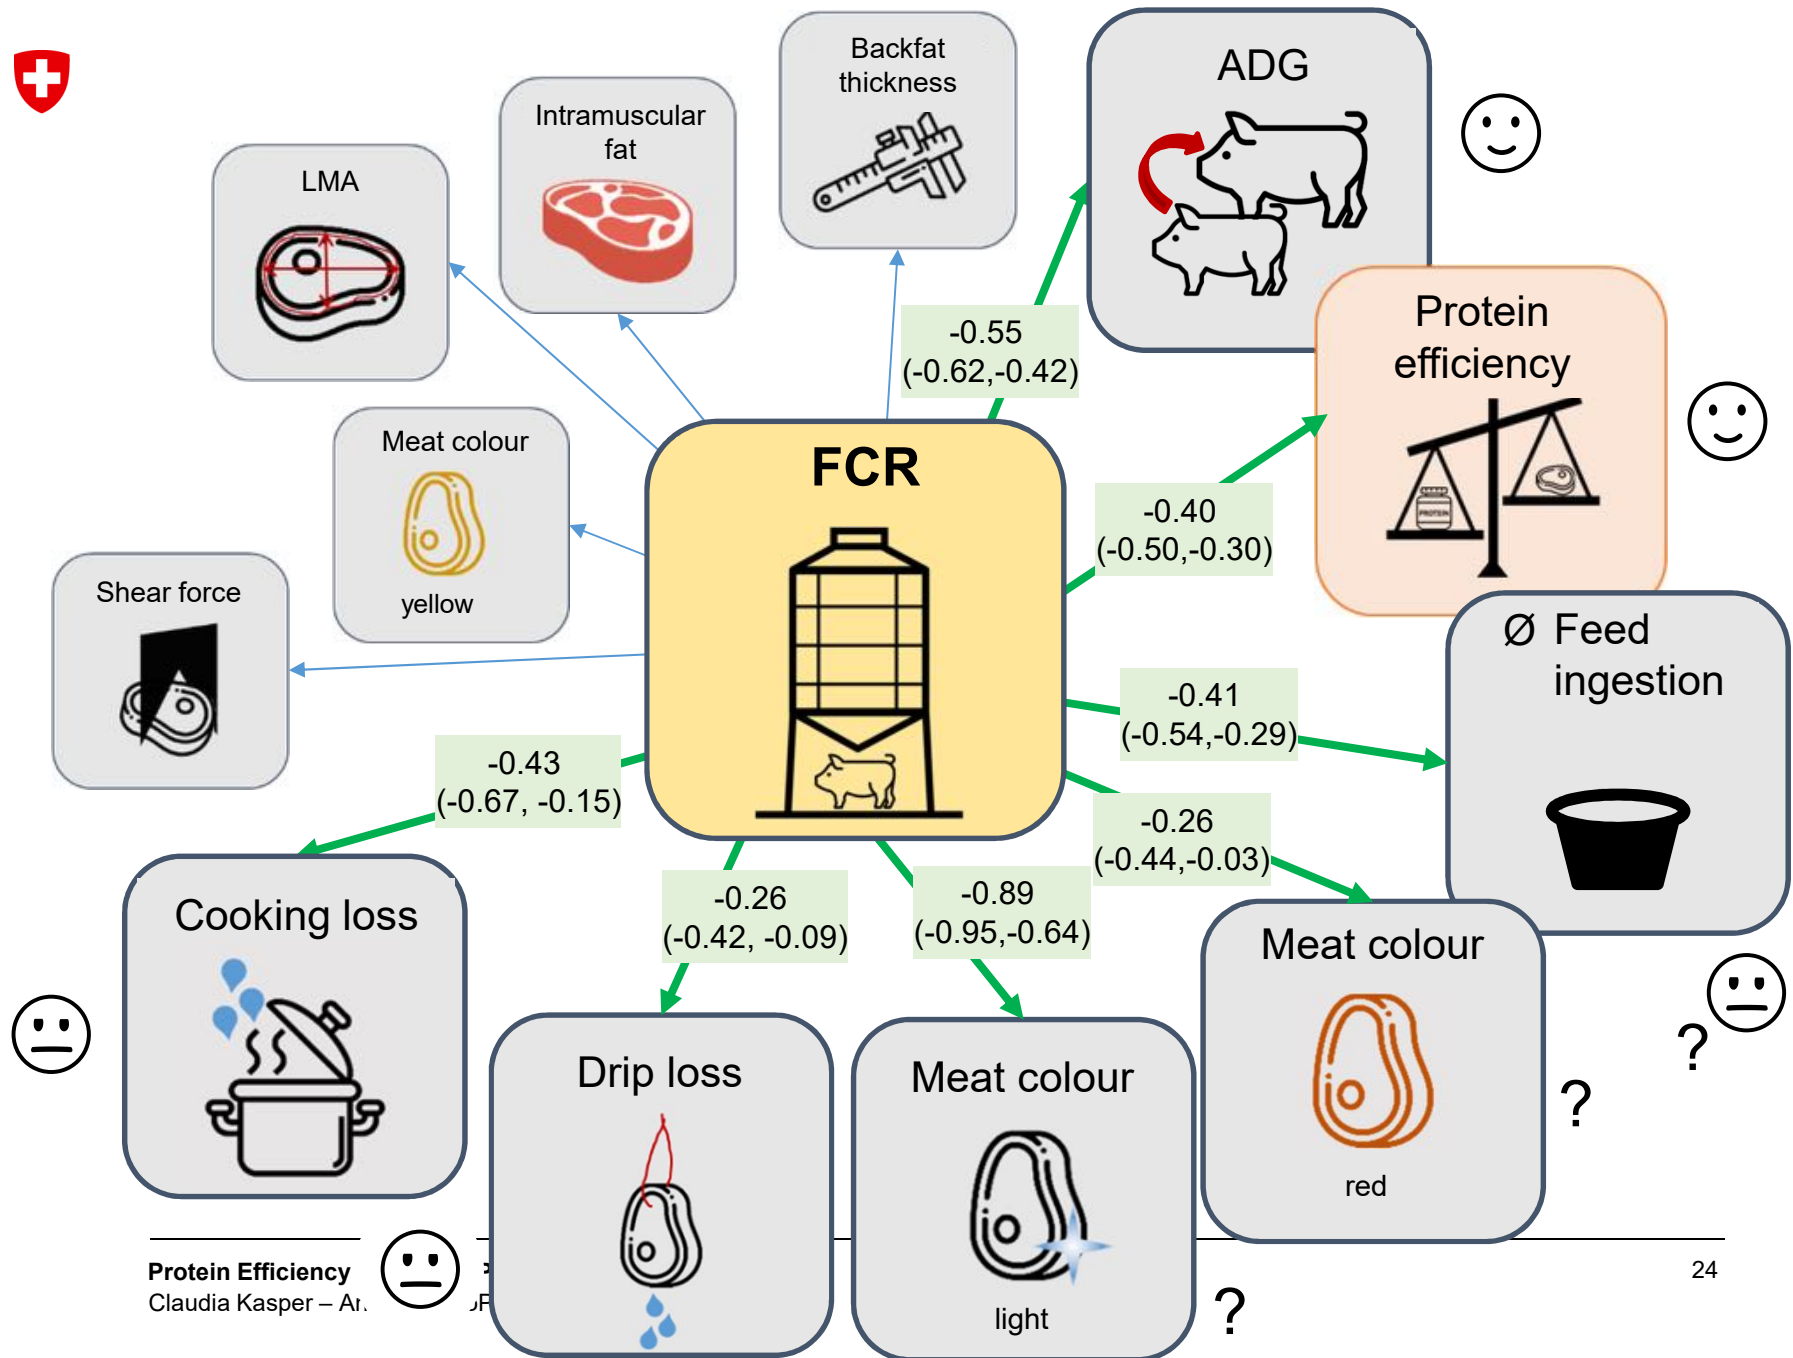 Backfat
thickness
ADG
Intramuscular
fat
LMA
Protein
efficiency
-0.55
(-0.62,-0.42)
Meat colour
yellow
FCR
-0.40
(-0.50,-0.30)
PROTEIN
Shear force
Ø Feed
ingestion
-0.41
(-0.54,-0.29)
-0.43
(-0.67, -0.15)
-0.26
(-0.44,-0.03)
-0.26
(-0.42, -0.09)
-0.89
(-0.95,-0.64)
Cooking loss
Meat colour
red
?
?
Drip loss
Meat colour
light
?
Protein Efficiency
Claudia Kasper –
24